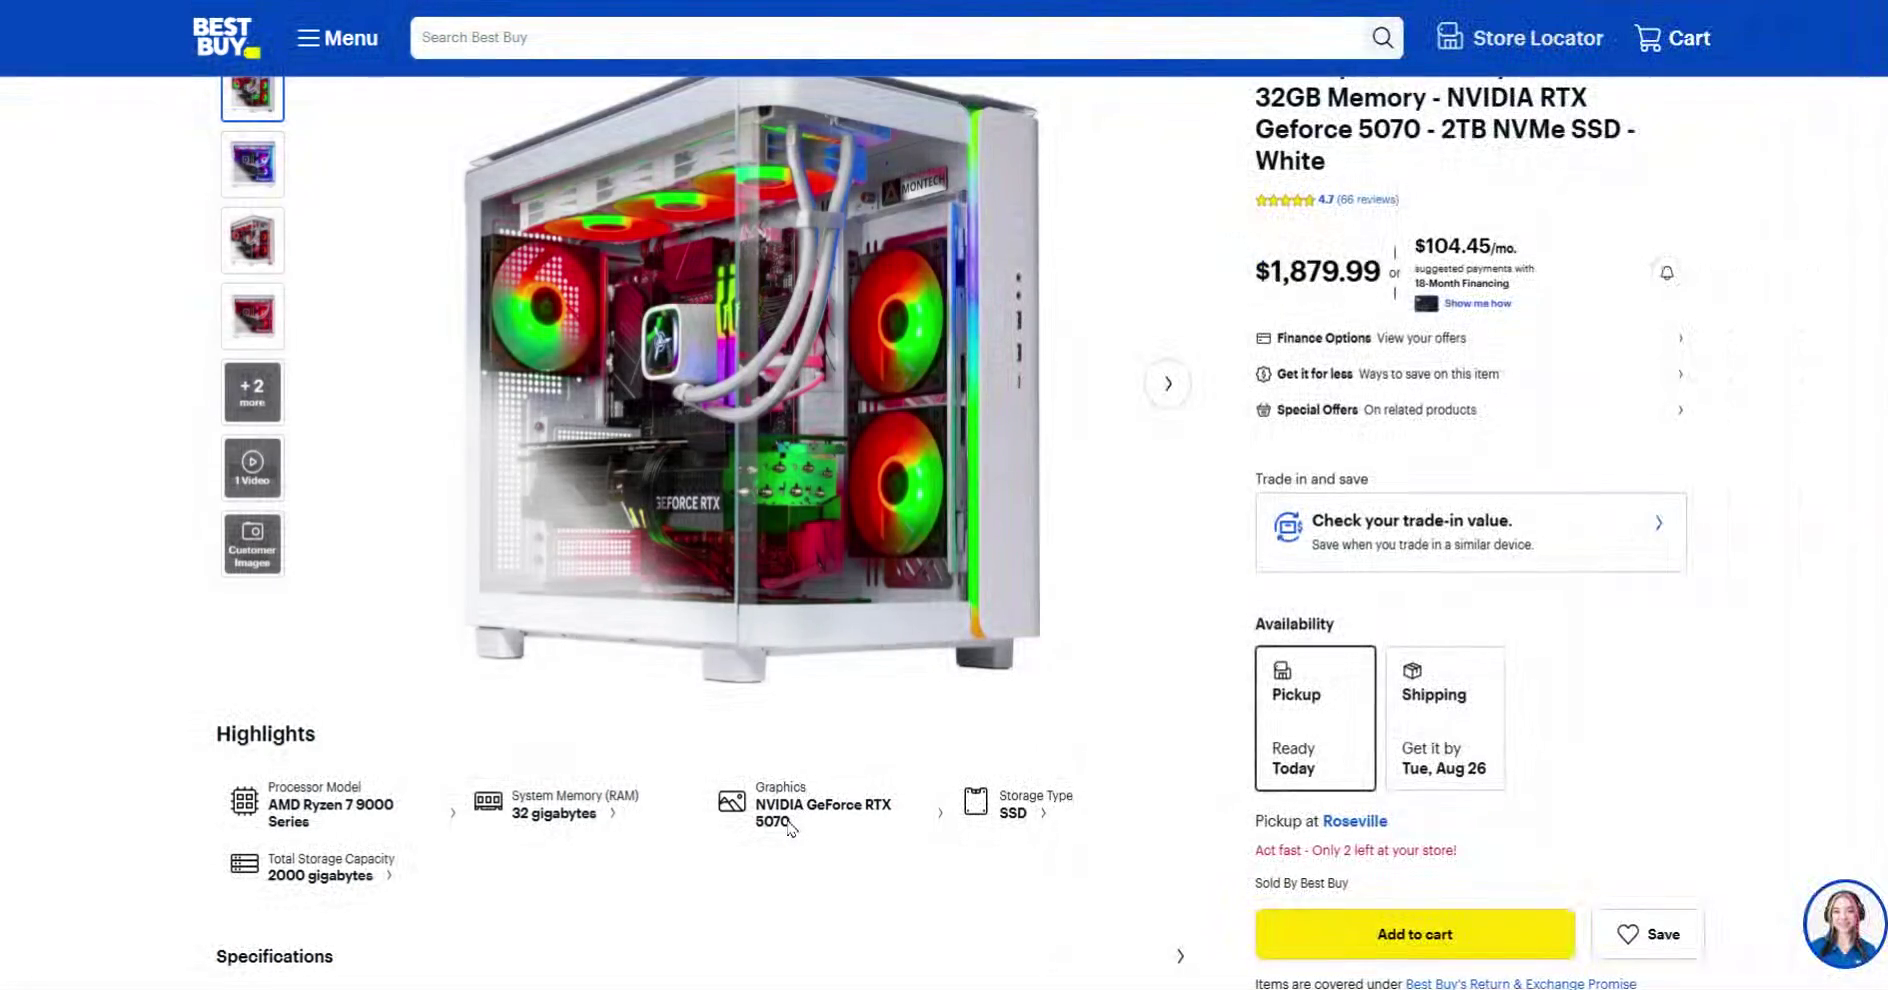 BEST
BUY
Menu
Search Best Buy
Store Locator
Cart
32GB Memory - NVIDIA RTX
Geforce 5070 - 2TB NVMe SSD -
White
4.7 (66 reviews)
$1,879.99
or
$104.45/mo.
suggested payments with
18-Month Financing
Show me how
Finance Options View your offers
Get it for less Ways to save on this item
Special Offers On related products
+ 2
more
1 Video
Customer
Images
MONTECH
GEFORCE RTX
Trade in and save
Check your trade-in value.
Save when you trade in a similar device.
Availability
Pickup
Ready
Today
Shipping
Get it by
Tue, Aug 26
Pickup at Roseville
Act fast - Only 2 left at your store!
Sold By Best Buy
Add to cart
Save
Items are covered under Best Buy's Return & Exchange Promise
Highlights
Processor Model
AMD Ryzen 7 9000
Series
System Memory (RAM)
32 gigabytes
Graphics
NVIDIA GeForce RTX
5070
Storage Type
SSD
Total Storage Capacity
2000 gigabytes
Specifications